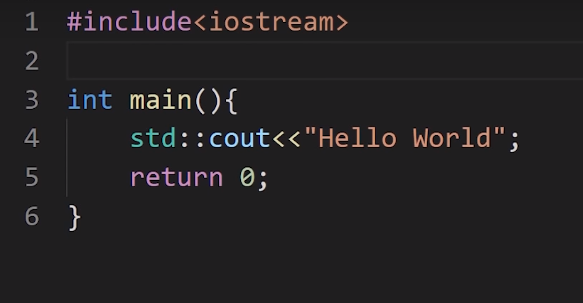 1 #include<iostream>
2
3 int main(){
4     std::cout<<"Hello World";
5     return 0;
6 }